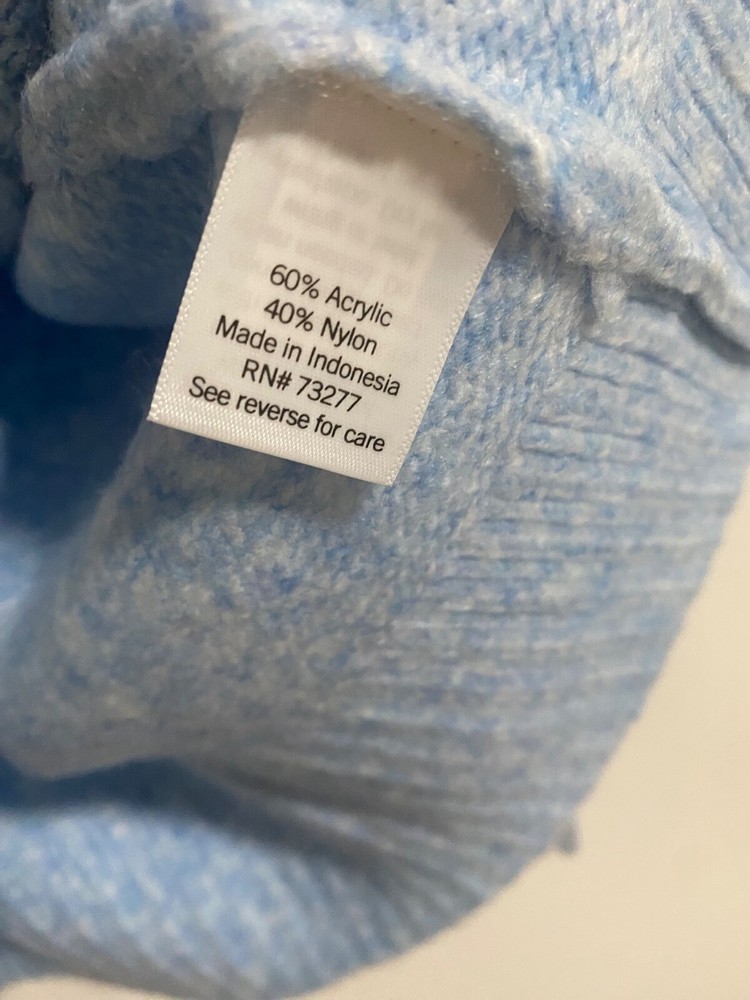 60% Acrylic
40% Nylon
Made in Indonesia
RN# 73277
See reverse for care